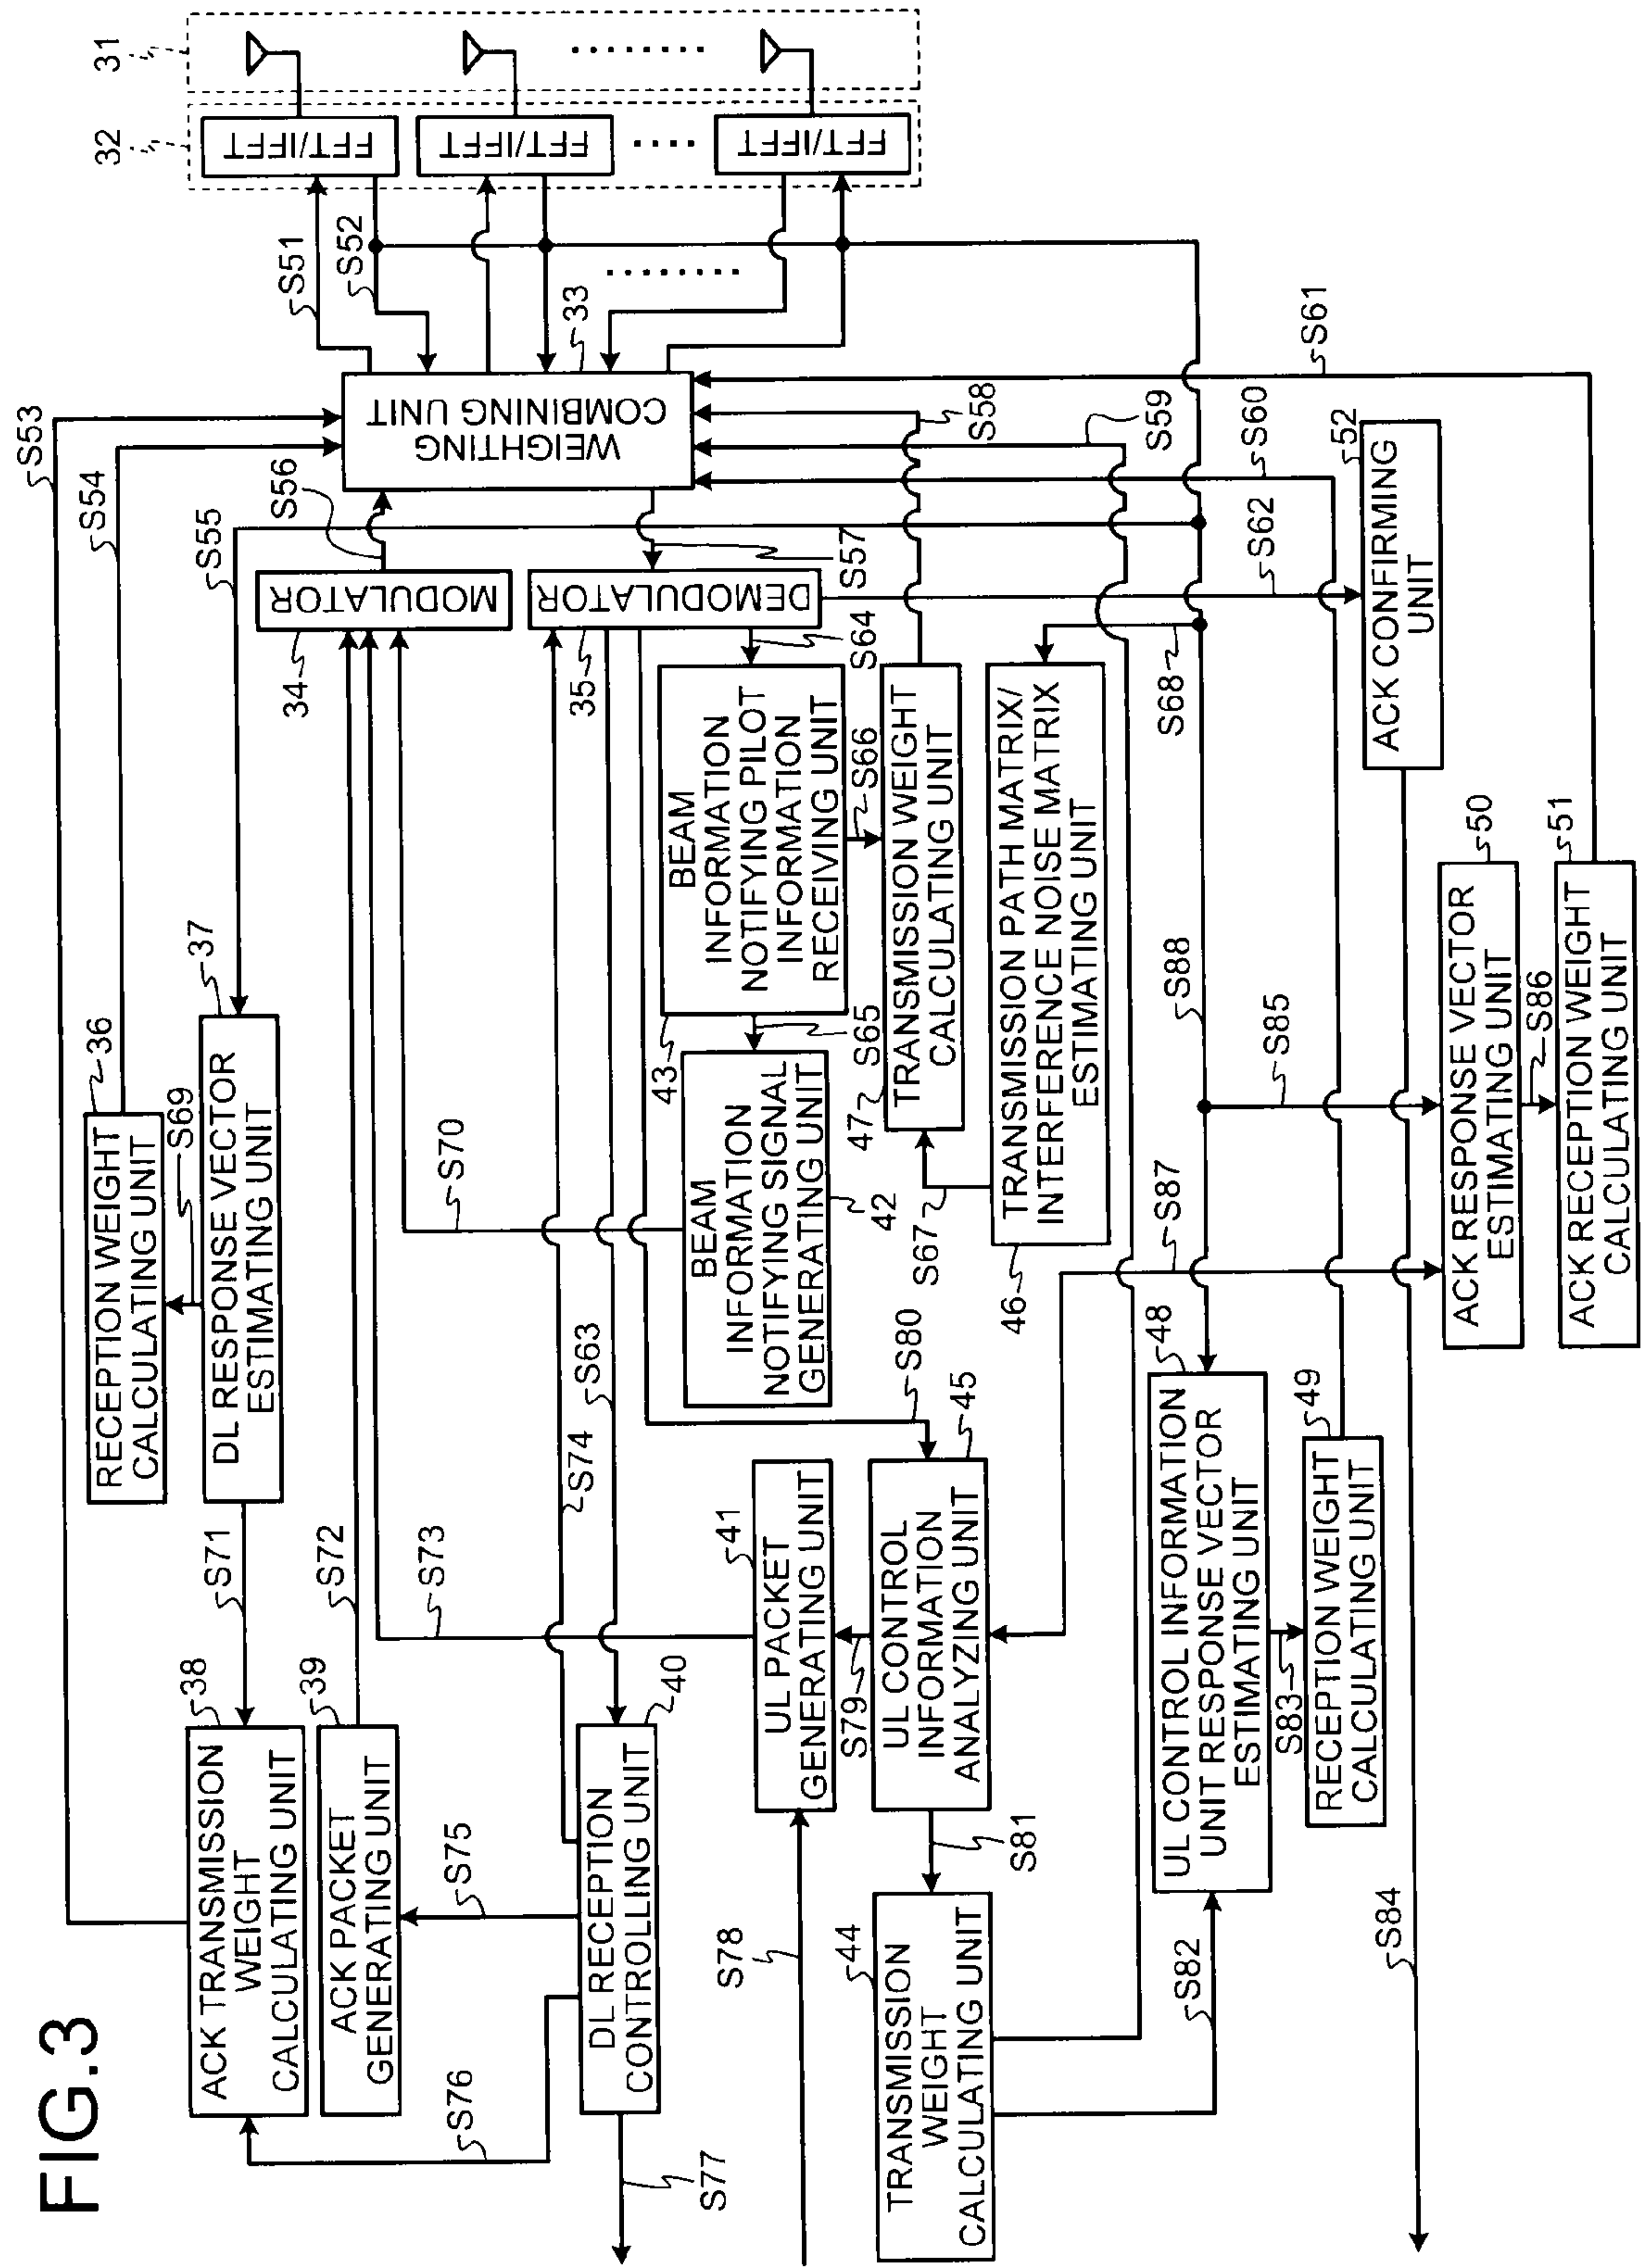 FIG.3
S53
S54
S55
S56
S51
S52
32
31
FFT/IFFT
FFT/IFFT
FFT/IFFT
33
WEIGHTING
COMBINING UNIT
34
MODULATOR
35
DEMODULATOR
S57
S58
S59
S60
S61
S62
36
RECEPTION WEIGHT
CALCULATING UNIT
S69
37
DL RESPONSE VECTOR
ESTIMATING UNIT
S71
38
ACK TRANSMISSION
WEIGHT
CALCULATING UNIT
39
ACK PACKET
GENERATING UNIT
S72
S73
S70
S74
S63
S75
S76
40
DL RECEPTION
CONTROLLING UNIT
S77
S78
41
UL PACKET
GENERATING UNIT
S79
S80
45
UL CONTROL
INFORMATION
ANALYZING UNIT
S81
44
TRANSMISSION
WEIGHT
CALCULATING UNIT
S82
42
BEAM
INFORMATION
NOTIFYING SIGNAL
GENERATING UNIT
S65
43
BEAM
INFORMATION
NOTIFYING PILOT
INFORMATION
RECEIVING UNIT
S64
S66
47
TRANSMISSION WEIGHT
CALCULATING UNIT
S67
46
TRANSMISSION PATH MATRIX/
INTERFERENCE NOISE MATRIX
ESTIMATING UNIT
S68
S88
S85
S87
48
UL CONTROL INFORMATION
UNIT RESPONSE VECTOR
ESTIMATING UNIT
S83
49
RECEPTION WEIGHT
CALCULATING UNIT
S84
50
ACK RESPONSE VECTOR
ESTIMATING UNIT
S86
51
ACK RECEPTION WEIGHT
CALCULATING UNIT
52
ACK CONFIRMING
UNIT